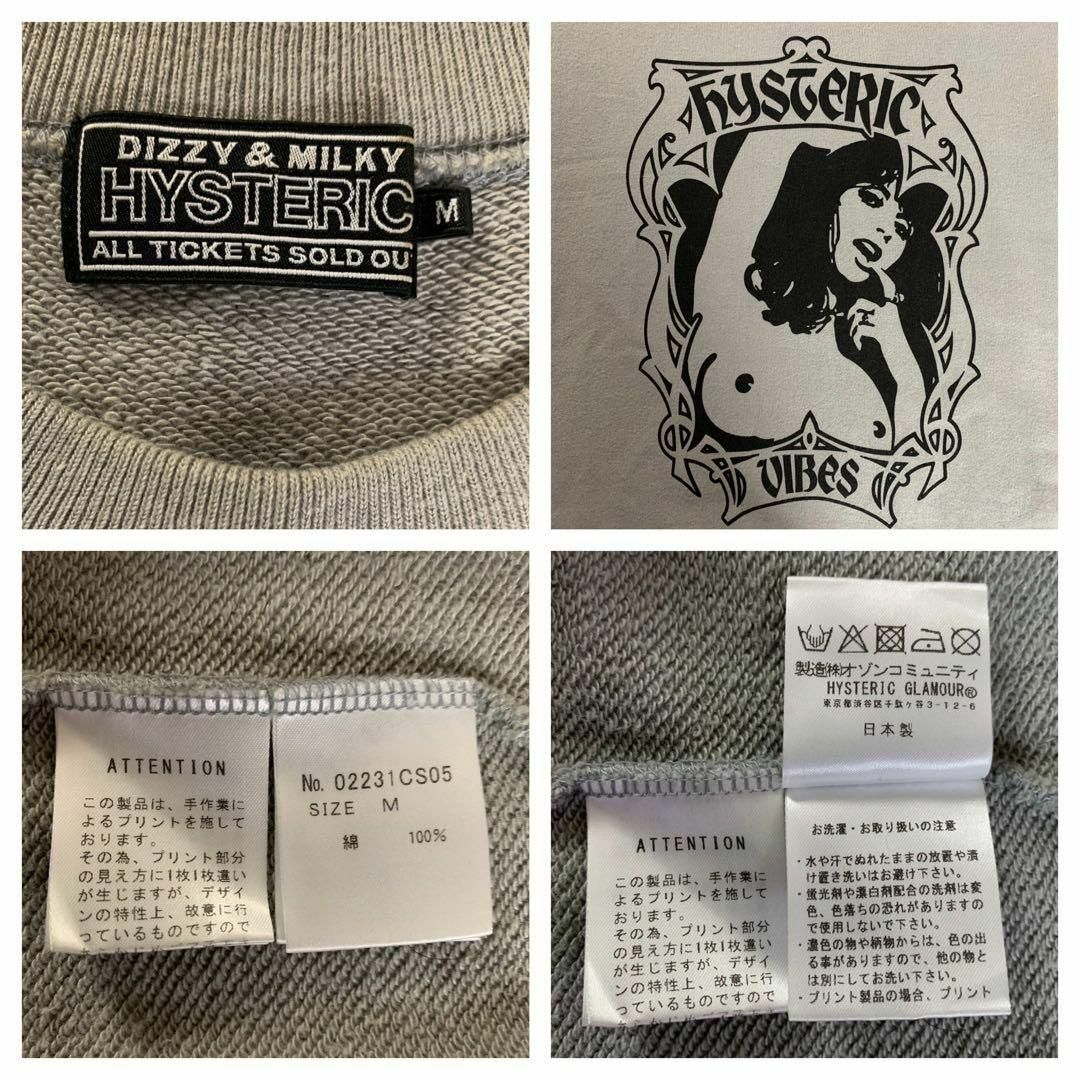 DIZZY & MILKY
HYSTERIC
M
ALL TICKETS SOLD OU
HYSTERIC
VIBES
ATTENTION
この製品は、手作業に
よるプリントを施して
おります。
その為、プリント部分
の見え方に1枚1枚違い
が生じますが、デザイ
ンの特性上、故意に行
っているものですので
No. 02231CS05
SIZE M
綿 100%
製造(株)オゾンコミュニティ
HYSTERIC GLAMOUR®
東京都渋谷区千駄ヶ谷3-12-6
日本製
ATTENTION
この製品は、手作業に
よるプリントを施して
おります。
その為、プリント部分
の見え方に1枚1枚違い
が生じますが、デザイ
ンの特性上、故意に行
っているものですので
お洗濯・お取り扱いの注意
・水や汗でぬれたままの放置や漬
け置き洗いはお避け下さい。
・蛍光剤や漂白剤配合の洗剤は変
色、色落ちの恐れがありますの
で使用しないで下さい。
・濃色の物や柄物からは、色の出
る事がありますので、他の物と
は別にしてお洗い下さい。
・プリント製品の場合、プリント